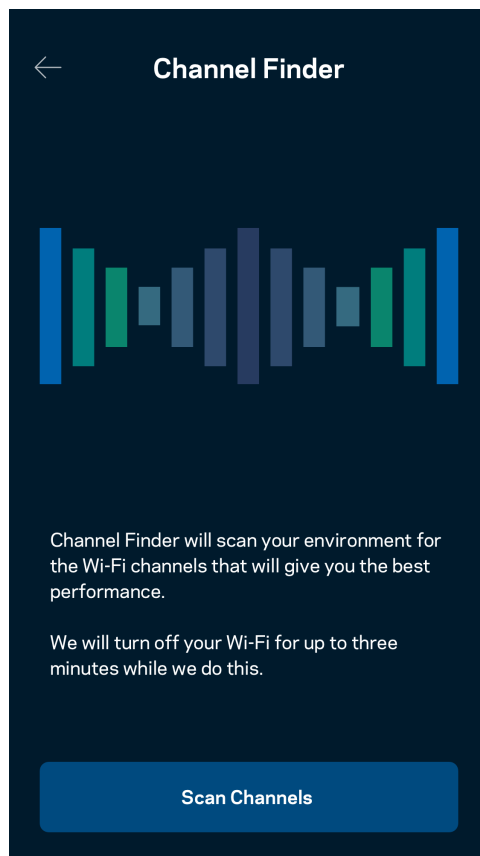 Channel Finder
Channel Finder will scan your environment for
the Wi-Fi channels that will give you the best
performance.
We will turn off your Wi-Fi for up to three
minutes while we do this.
Scan Channels